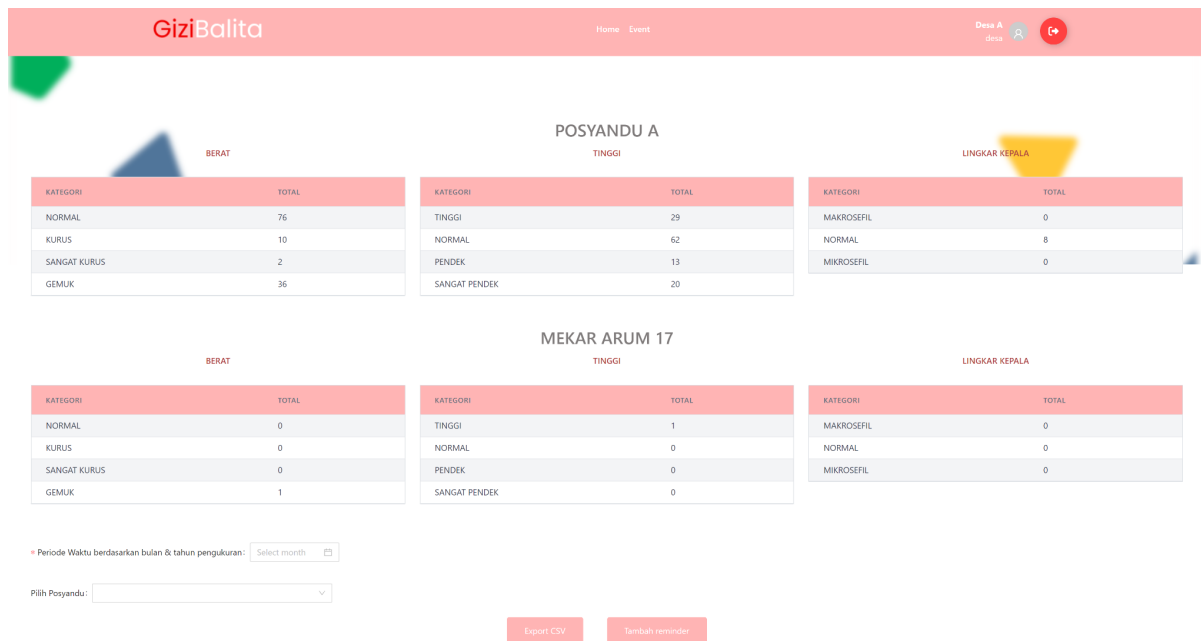 GiziBalita
Home Event
Desa A
desa
POSYANDU A
BERAT TINGGI LINGKAR KEPALA
KATEGORI TOTAL KATEGORI TOTAL KATEGORI TOTAL
NORMAL 76 TINGGI 29 MAKROSEFIL 0
KURUS 10 NORMAL 62 NORMAL 8
SANGAT KURUS 2 PENDEK 13 MIKROSEFIL 0
GEMUK 36 SANGAT PENDEK 20
MEKAR ARUM 17
BERAT TINGGI LINGKAR KEPALA
KATEGORI TOTAL KATEGORI TOTAL KATEGORI TOTAL
NORMAL 0 TINGGI 1 MAKROSEFIL 0
KURUS 0 NORMAL 0 NORMAL 0
SANGAT KURUS 0 PENDEK 0 MIKROSEFIL 0
GEMUK 1 SANGAT PENDEK 0
* Periode Waktu berdasarkan bulan & tahun pengukuran: Select month
Pilih Posyandu:
Export CSV Tambah reminder